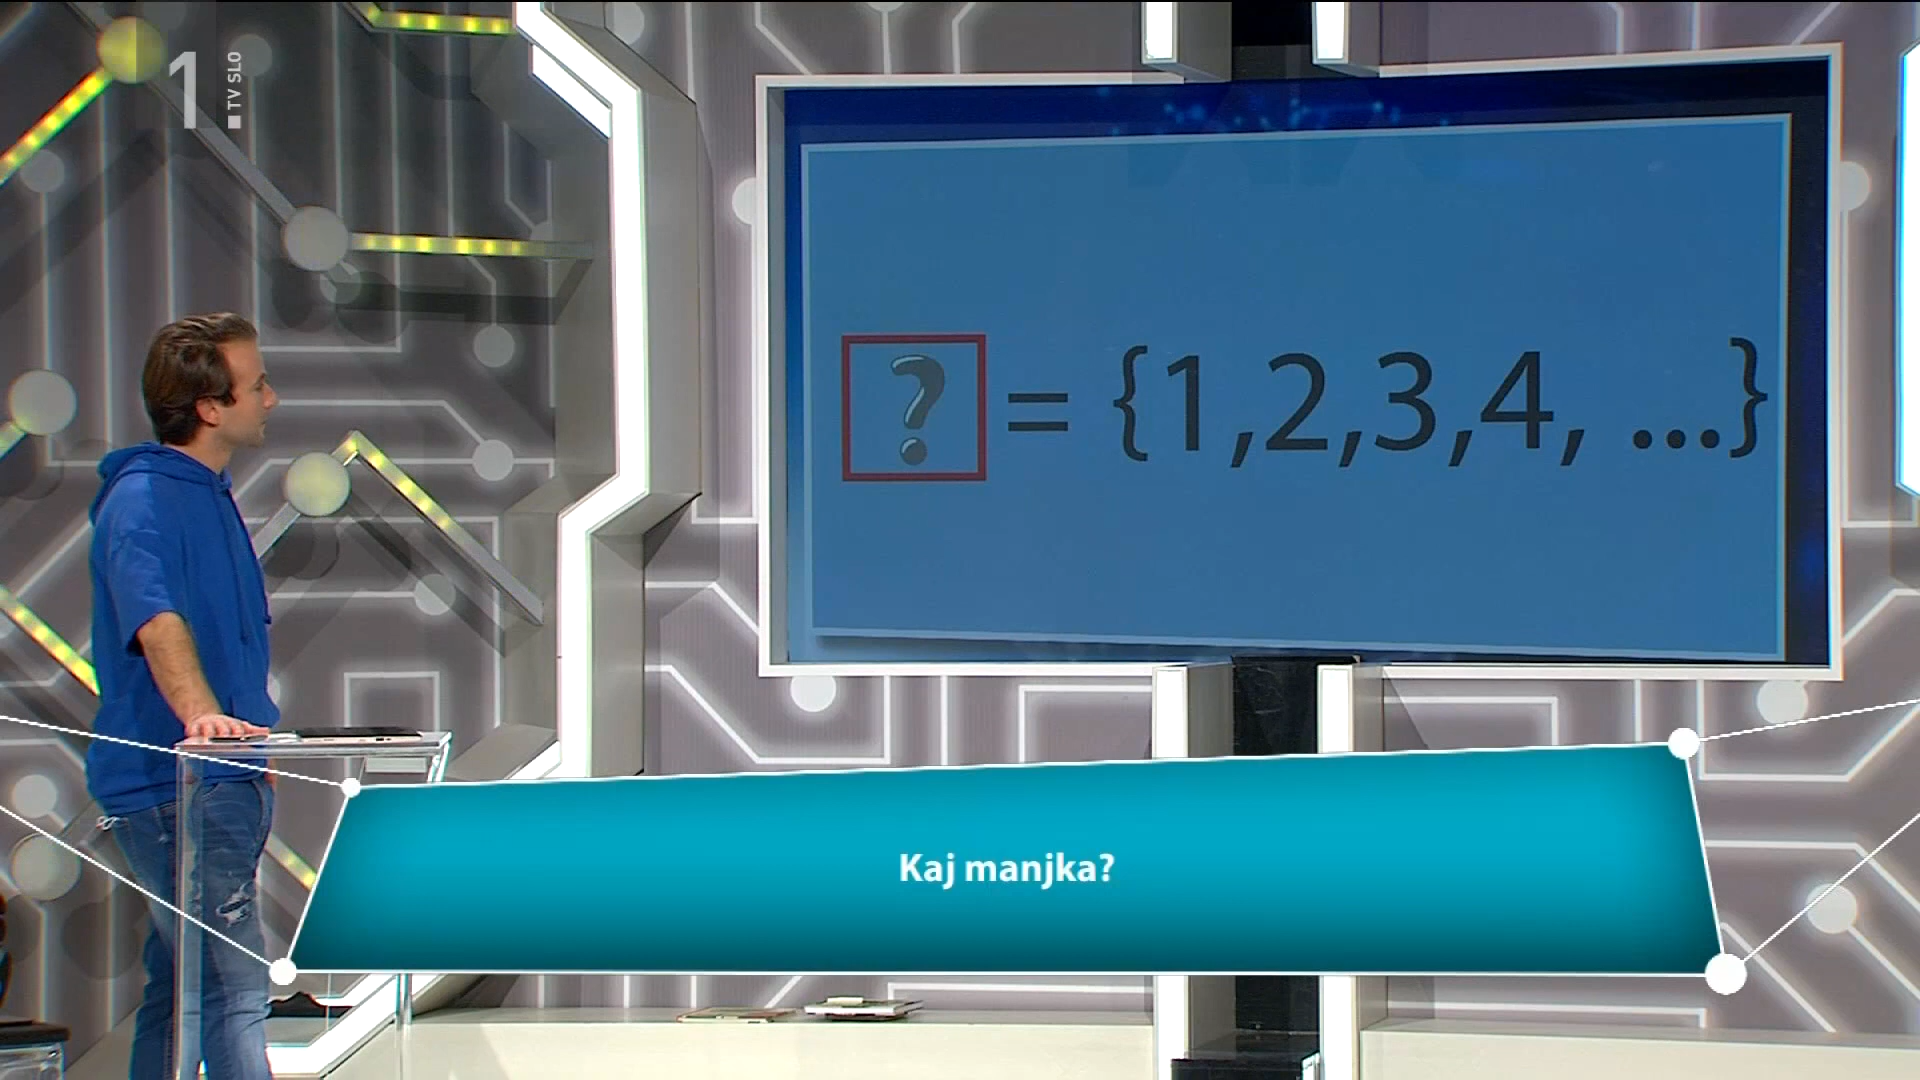 1
TV SLO
? = {1,2,3,4, ...}
Kaj manjka?